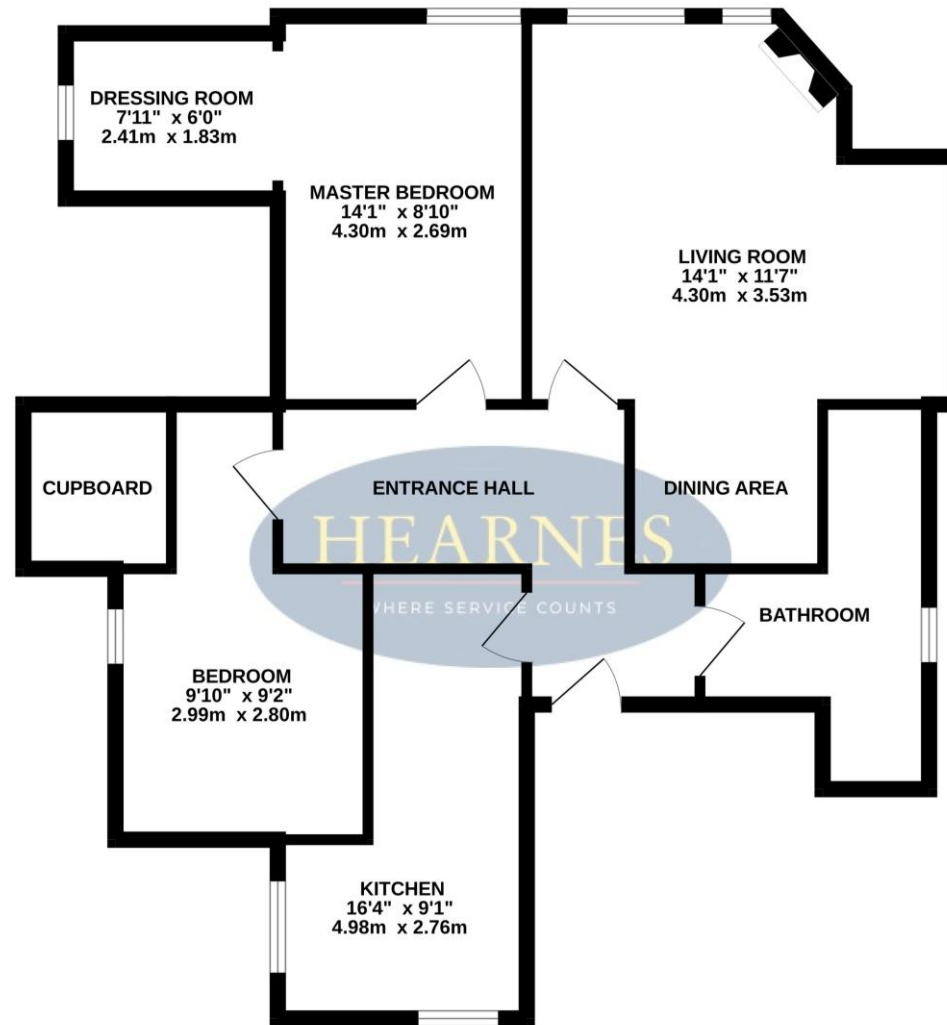 DRESSING ROOM
7'11" x 6'0"
2.41m x 1.83m
MASTER BEDROOM
14'1" x 8'10"
4.30m x 2.69m
LIVING ROOM
14'1" x 11'7"
4.30m x 3.53m
CUPBOARD
ENTRANCE HALL
DINING AREA
HEARNES
WHERE SERVICE COUNTS
BATHROOM
BEDROOM
9'10" x 9'2"
2.99m x 2.80m
KITCHEN
16'4" x 9'1"
4.98m x 2.76m